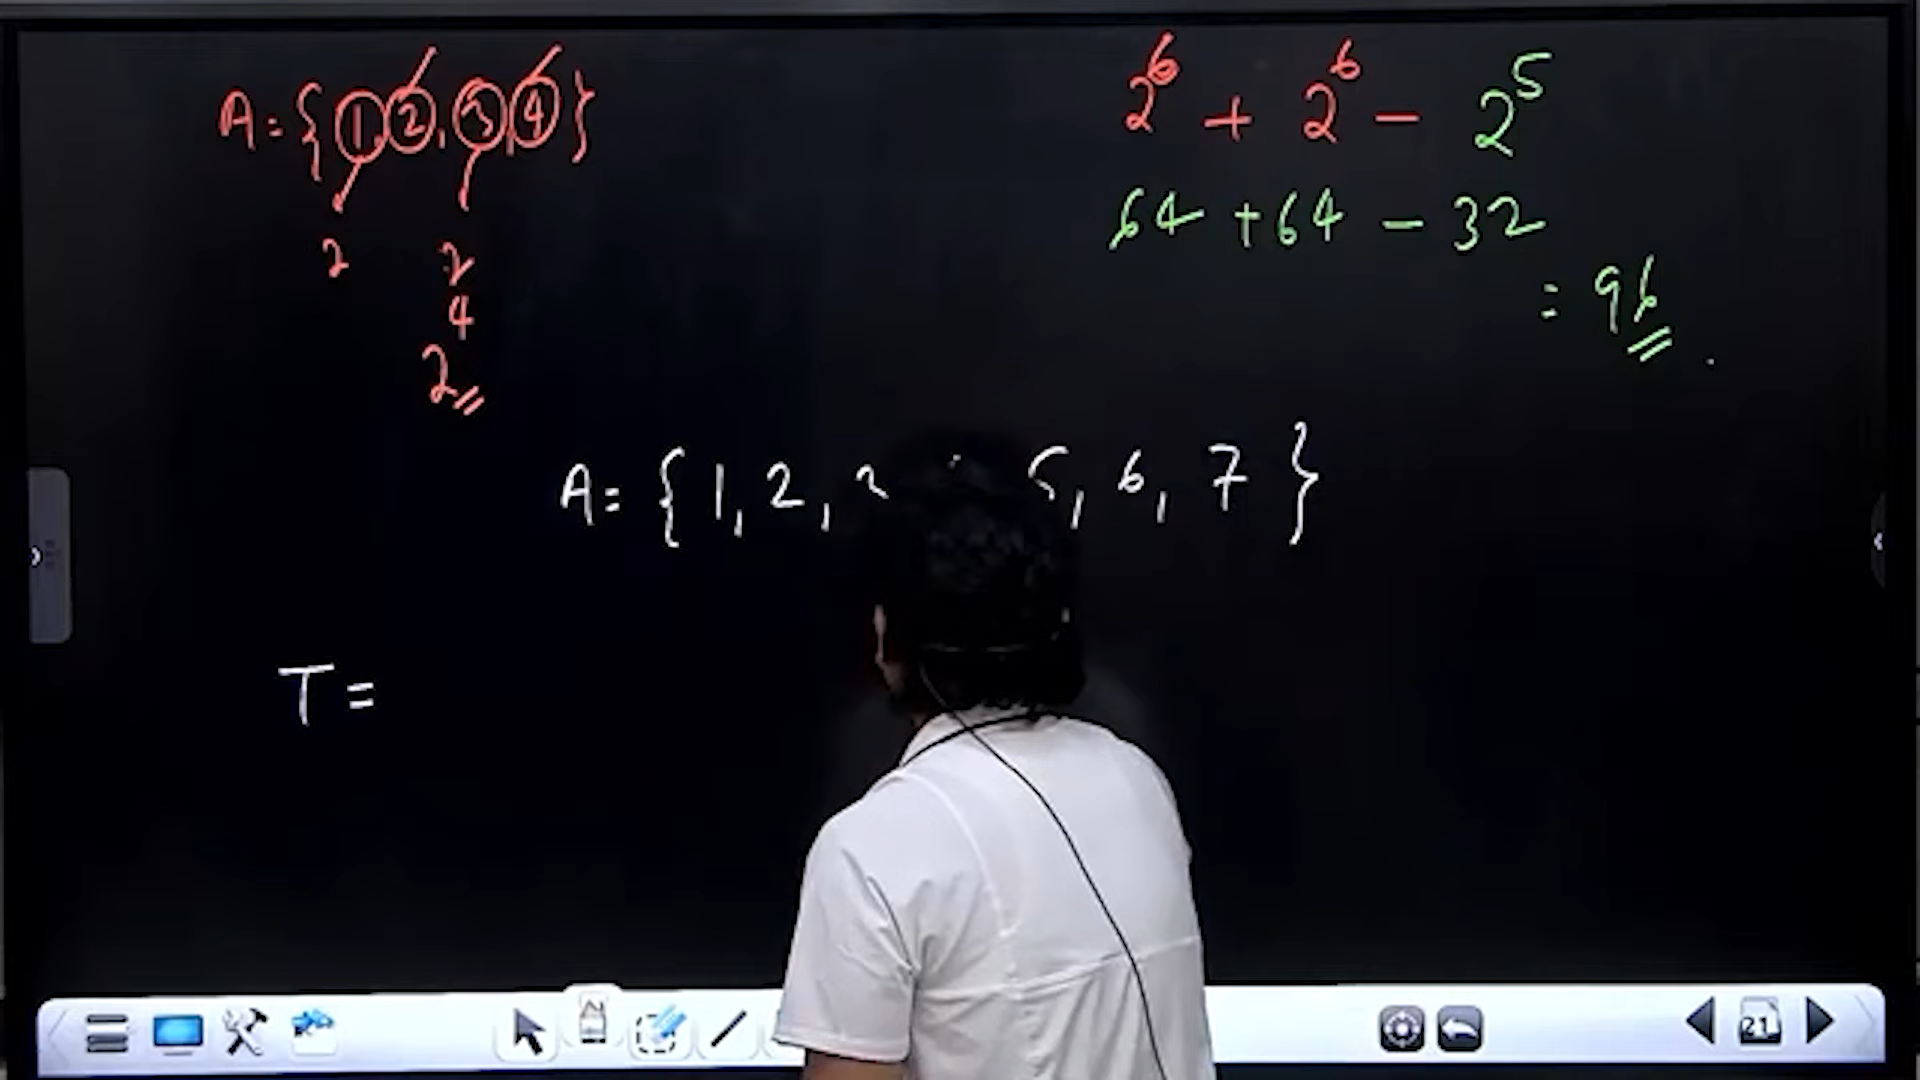 A = {1, 2, 3, 4}
2
2
4
2
2⁶ + 2⁶ - 2⁵
64 + 64 - 32
= 96
A = { 1, 2, 5, 6, 7 }
T =
21